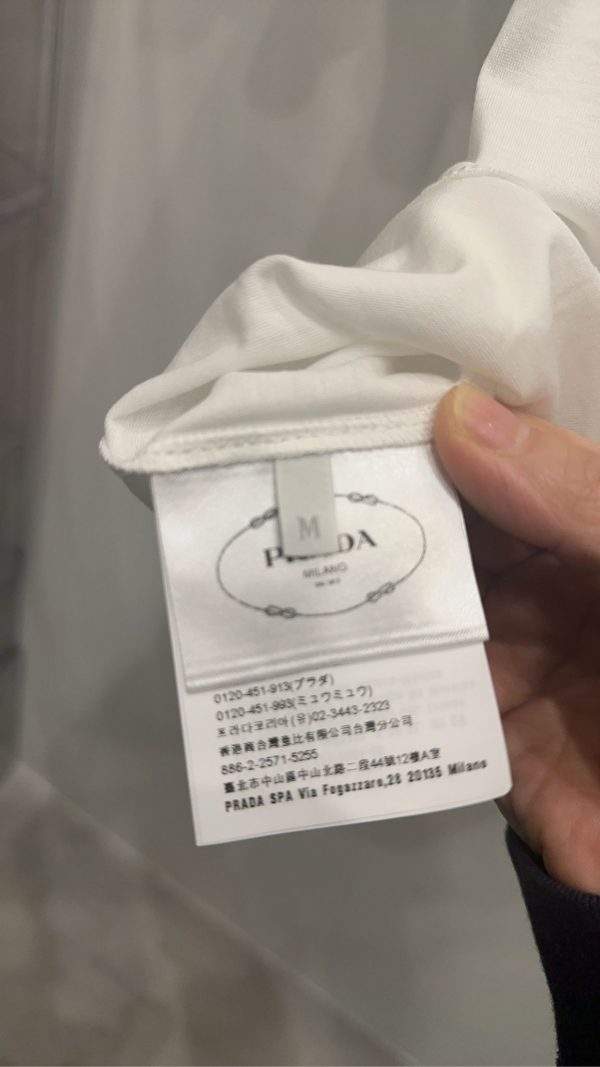 M
PRADA
MILANO
0120-451-913(プラダ)
0120-451-993(ミュウミュウ)
프라다코리아(유)02-3443-2323
香港商台灣普比有限公司台灣分公司
886-2-2571-5255
臺北市中山區中山北路二段44號12樓A室
PRADA SPA Via Fogazzaro,28 20135 Milano